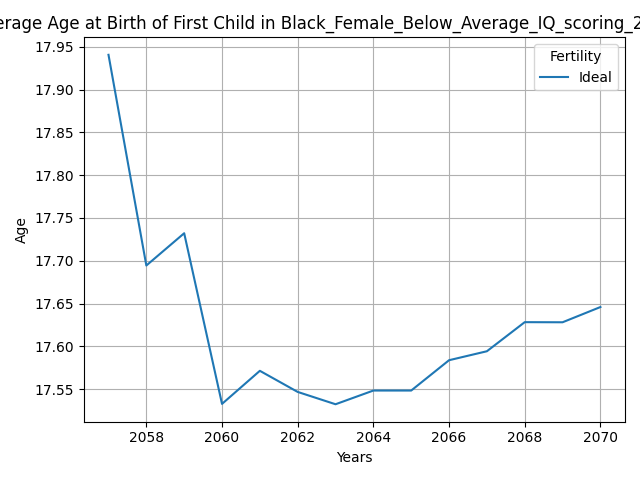 Average Age at Birth of First Child in Black_Female_Below_Average_IQ_scoring_2
17.95
17.90
17.85
17.80
17.75
17.70
17.65
17.60
17.55
Age
Fertility
Ideal
2058 2060 2062 2064 2066 2068 2070
Years